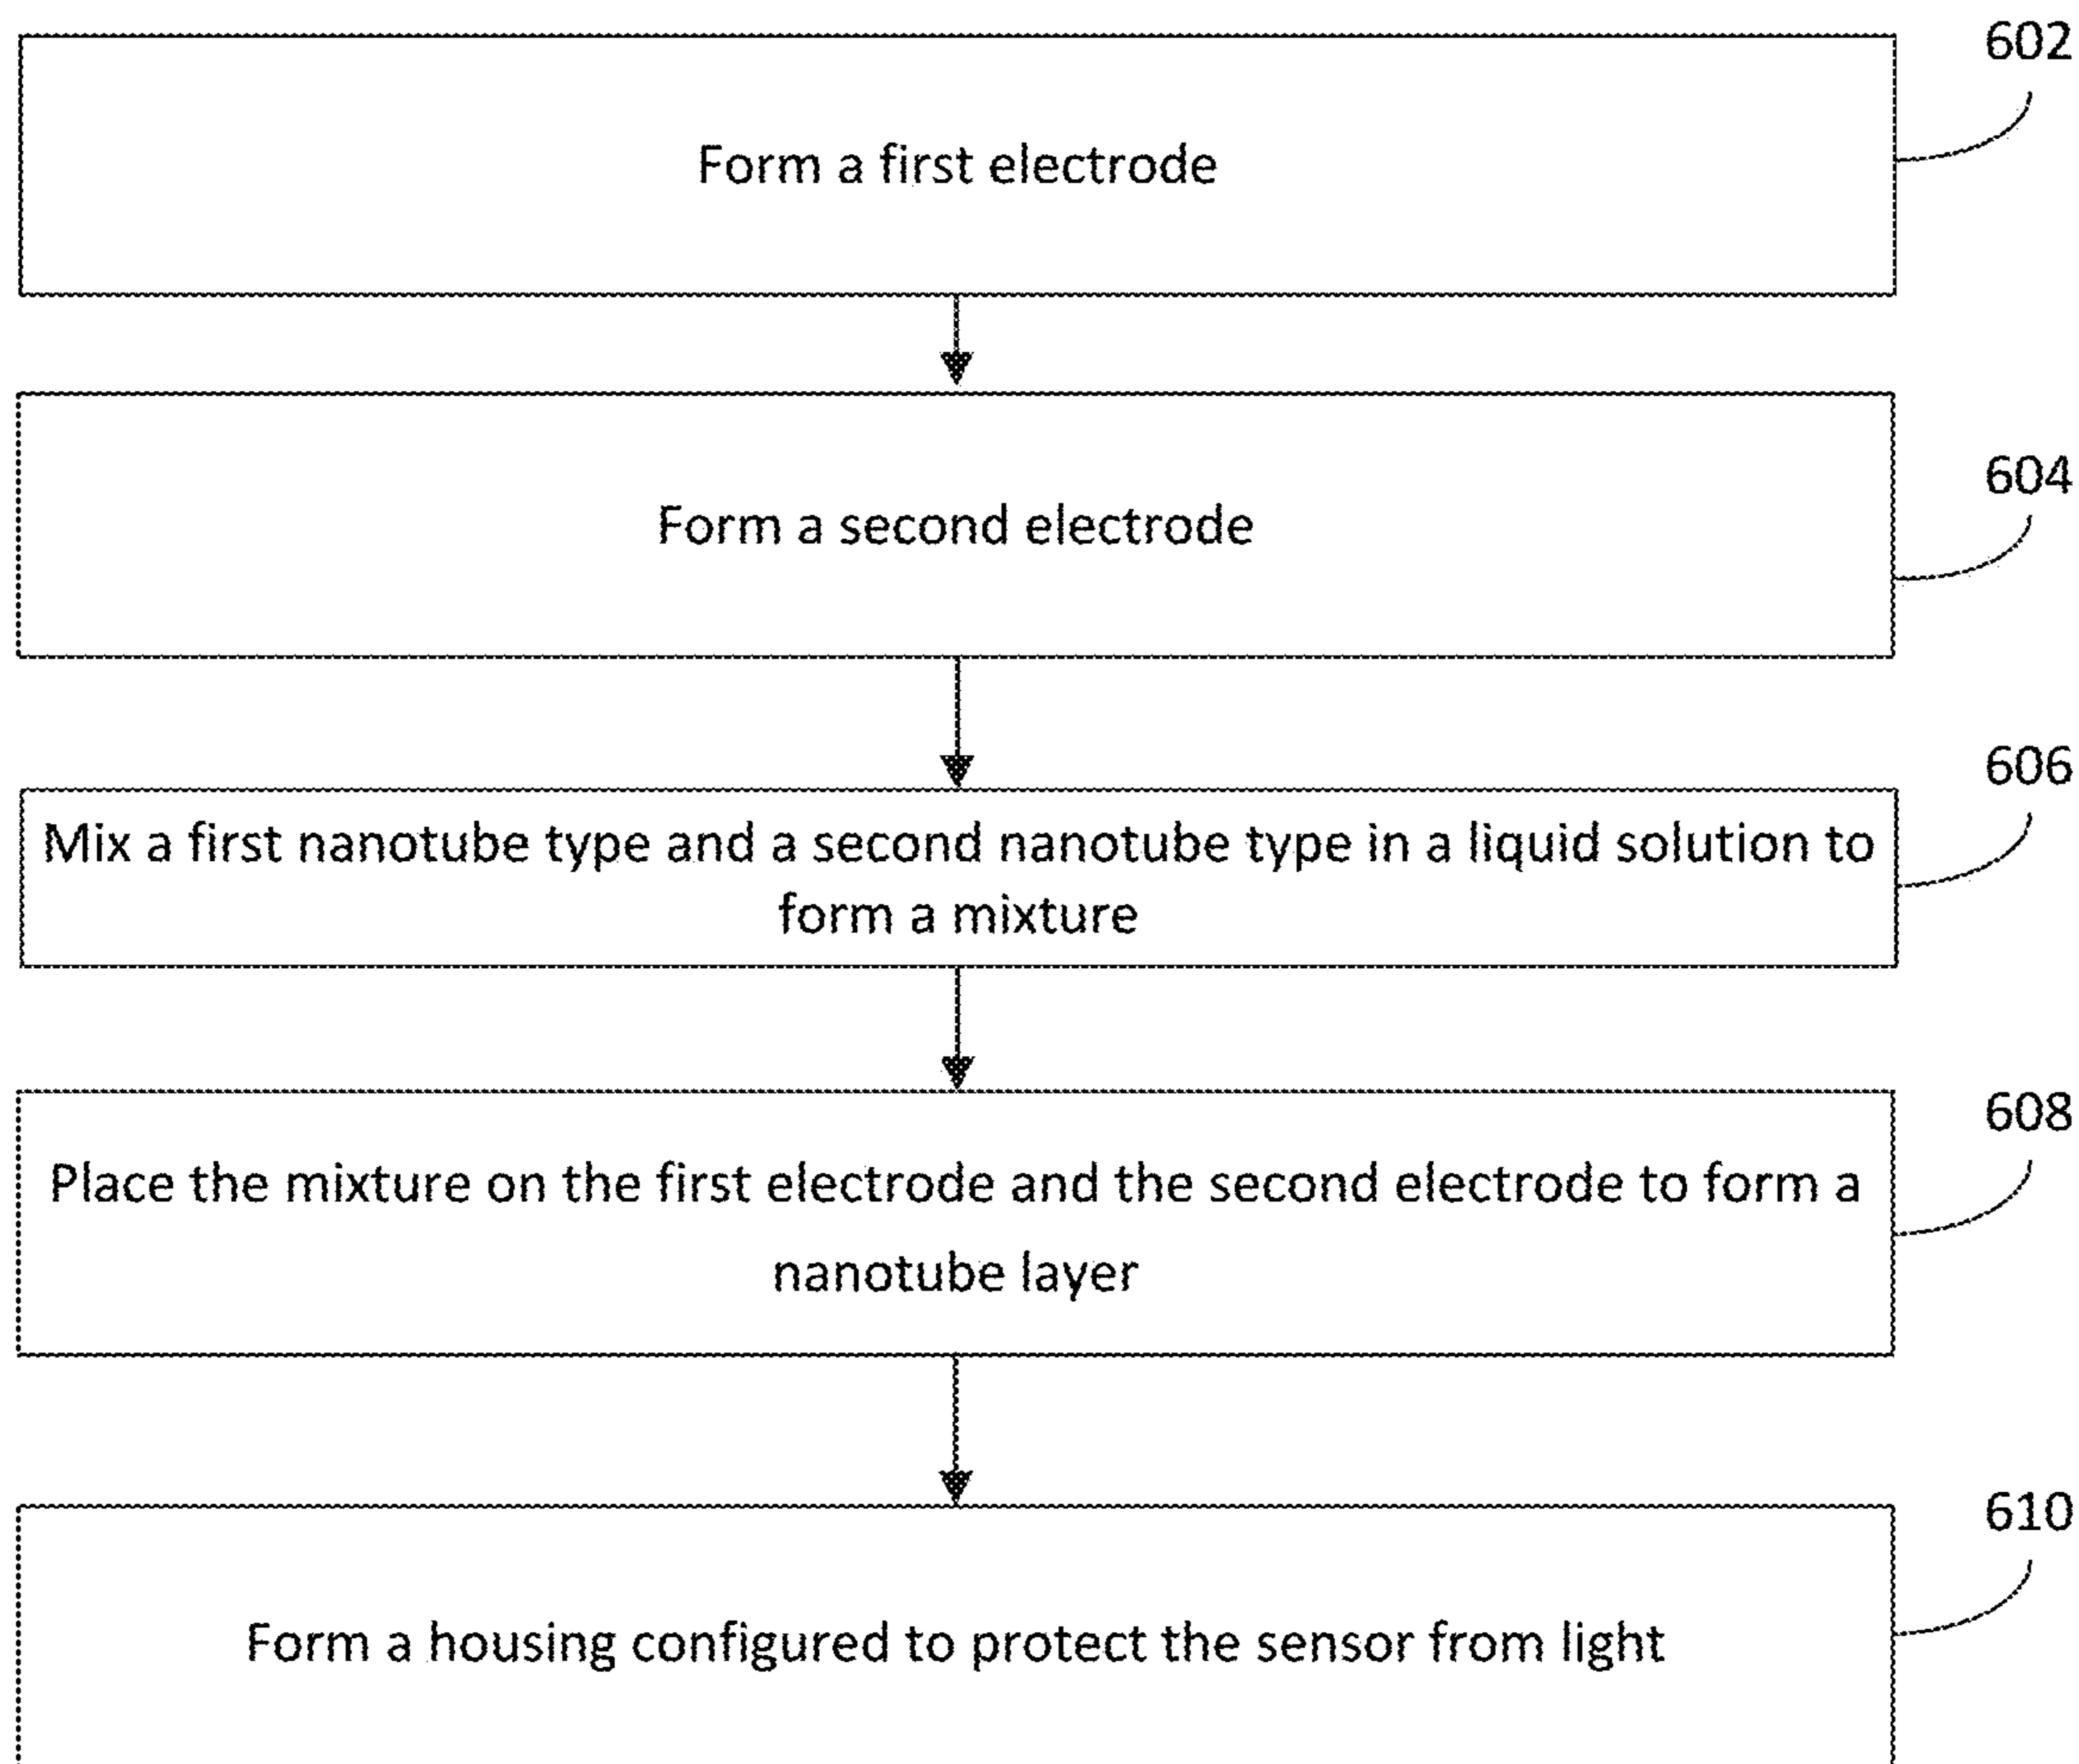 602
Form a first electrode
604
Form a second electrode
606
Mix a first nanotube type and a second nanotube type in a liquid solution to
form a mixture
608
Place the mixture on the first electrode and the second electrode to form a
nanotube layer
610
Form a housing configured to protect the sensor from light